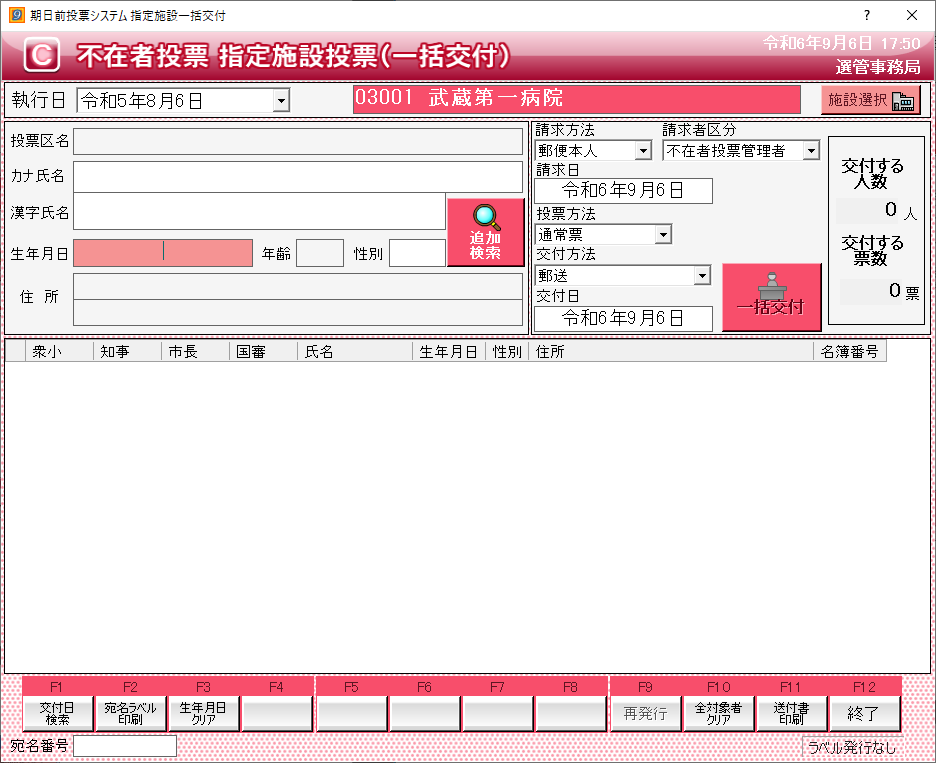 期日前投票システム 指定施設一括交付
?
C 不在者投票 指定施設投票(一括交付)
令和6年9月6日 17:50
選管事務局
執行日 令和5年8月6日
03001 武蔵第一病院
施設選択
投票区名
カナ氏名
漢字氏名
追加
検索
生年月日 年齢 性別
住 所
請求方法 請求者区分
郵便本人 不在者投票管理者
請求日
令和6年9月6日
投票方法
通常票
交付方法
郵送
交付日
令和6年9月6日
一括交付
交付する
人数
0 人
交付する
票数
0 票
衆小 知事 市長 国審 氏名 生年月日 性別 住所 名簿番号
F1 F2 F3 F4 F5 F6 F7 F8 F9 F10 F11 F12
交付日
検索
宛名ラベル
印刷
生年月日
クリア
再発行
全対象者
クリア
送付書
印刷
終了
宛名番号
ラベル発行なし